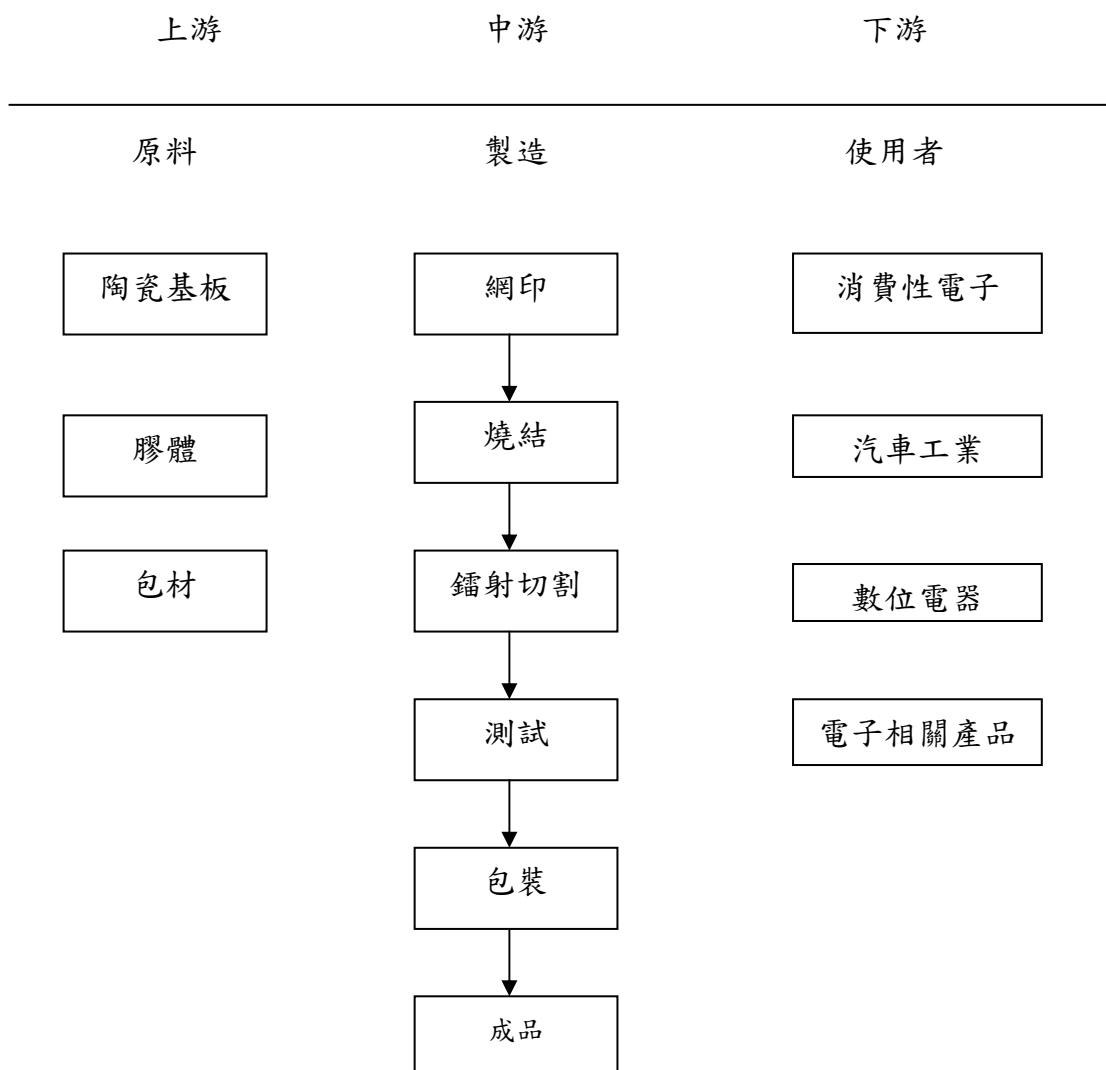 上游 中游 下游
原料 製造 使用者
陶瓷基板 網印 消費性電子
膠體 燒結 汽車工業
包材 鐳射切割 數位電器
測試 電子相關產品
包裝
成品